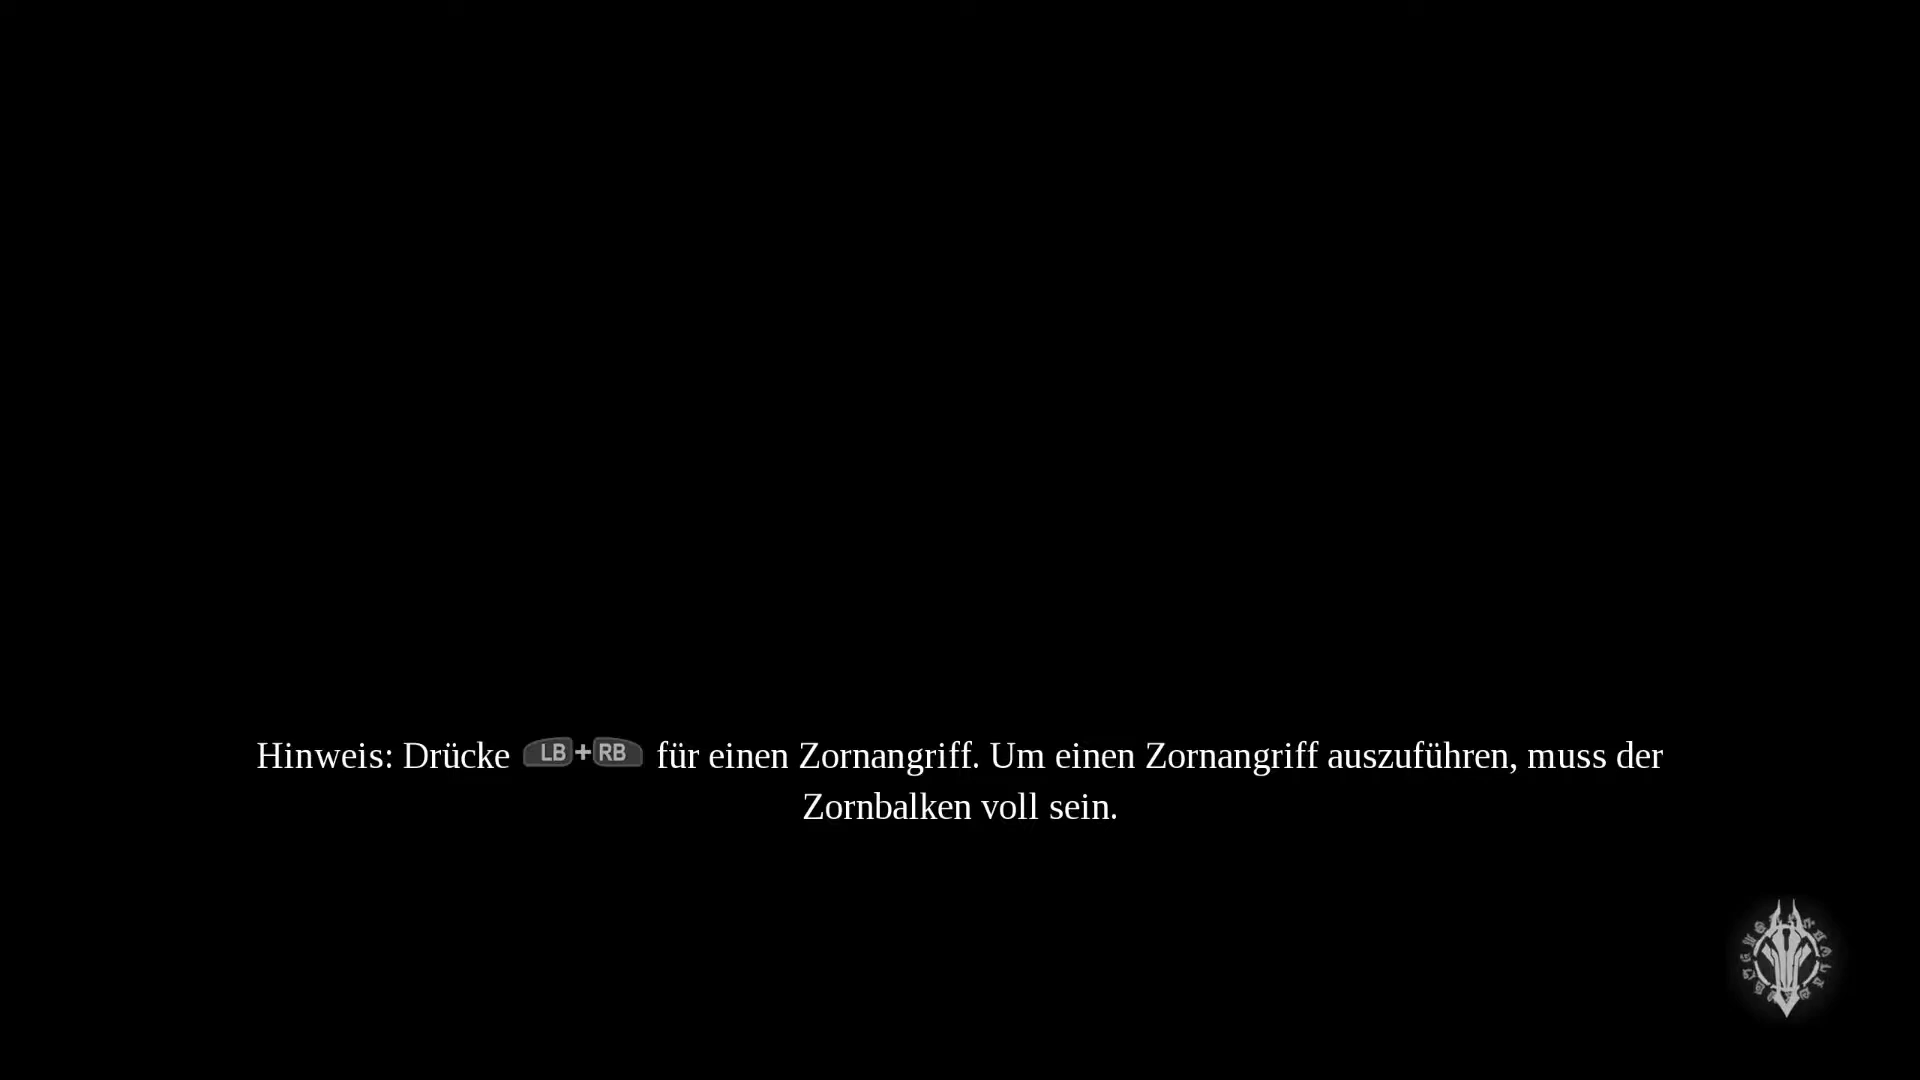 Hinweis: Drücke LB+RB für einen Zornangriff. Um einen Zornangriff auszuführen, muss der
Zornbalken voll sein.